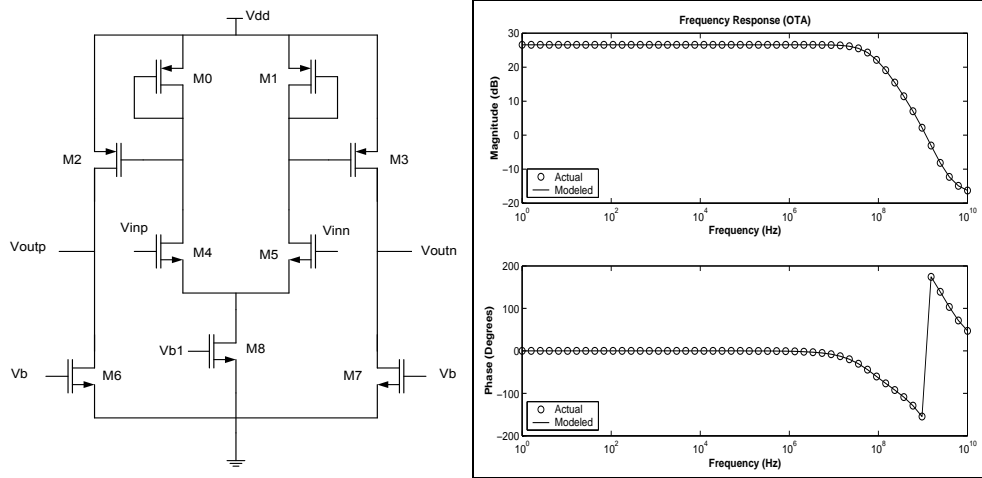 Vdd
M0
M1
M2
M3
Vinp
Vinn
M4
M5
Voutp
Voutn
Vb1
M8
Vb
M6
M7
Vb
Frequency Response (OTA)
Magnitude (dB)
30
20
10
0
−10
−20
Actual
Modeled
10^0
10^2
10^4
10^6
10^8
10^10
Frequency (Hz)
Phase (Degrees)
200
100
0
−100
−200
Actual
Modeled
10^0
10^2
10^4
10^6
10^8
10^10
Frequency (Hz)